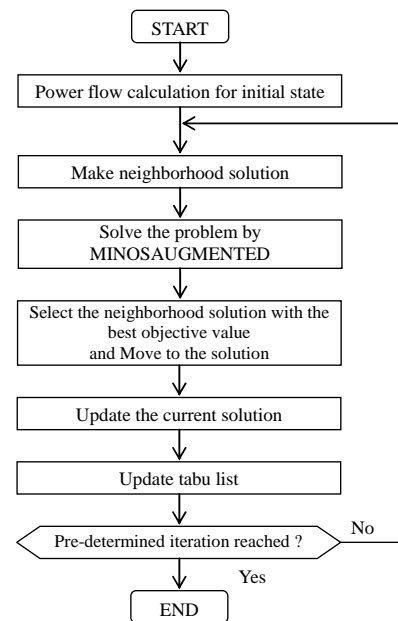 START
Power flow calculation for initial state
Make neighborhood solution
Solve the problem by
MINOSAUGMENTED
Select the neighborhood solution with the
best objective value
and Move to the solution
Update the current solution
Update tabu list
Pre-determined iteration reached ?
No
Yes
END